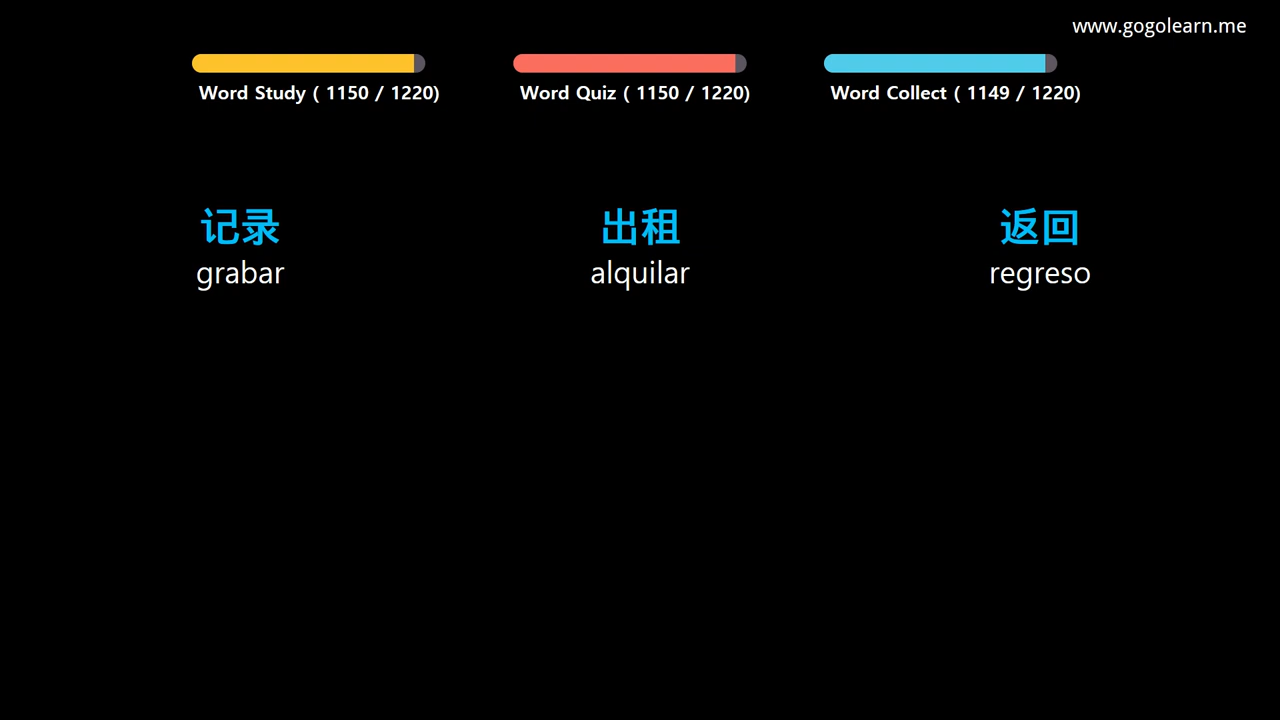 www.gogolearn.me
Word Study ( 1150 / 1220)
Word Quiz ( 1150 / 1220)
Word Collect ( 1149 / 1220)
记录
grabar
出租
alquilar
返回
regreso